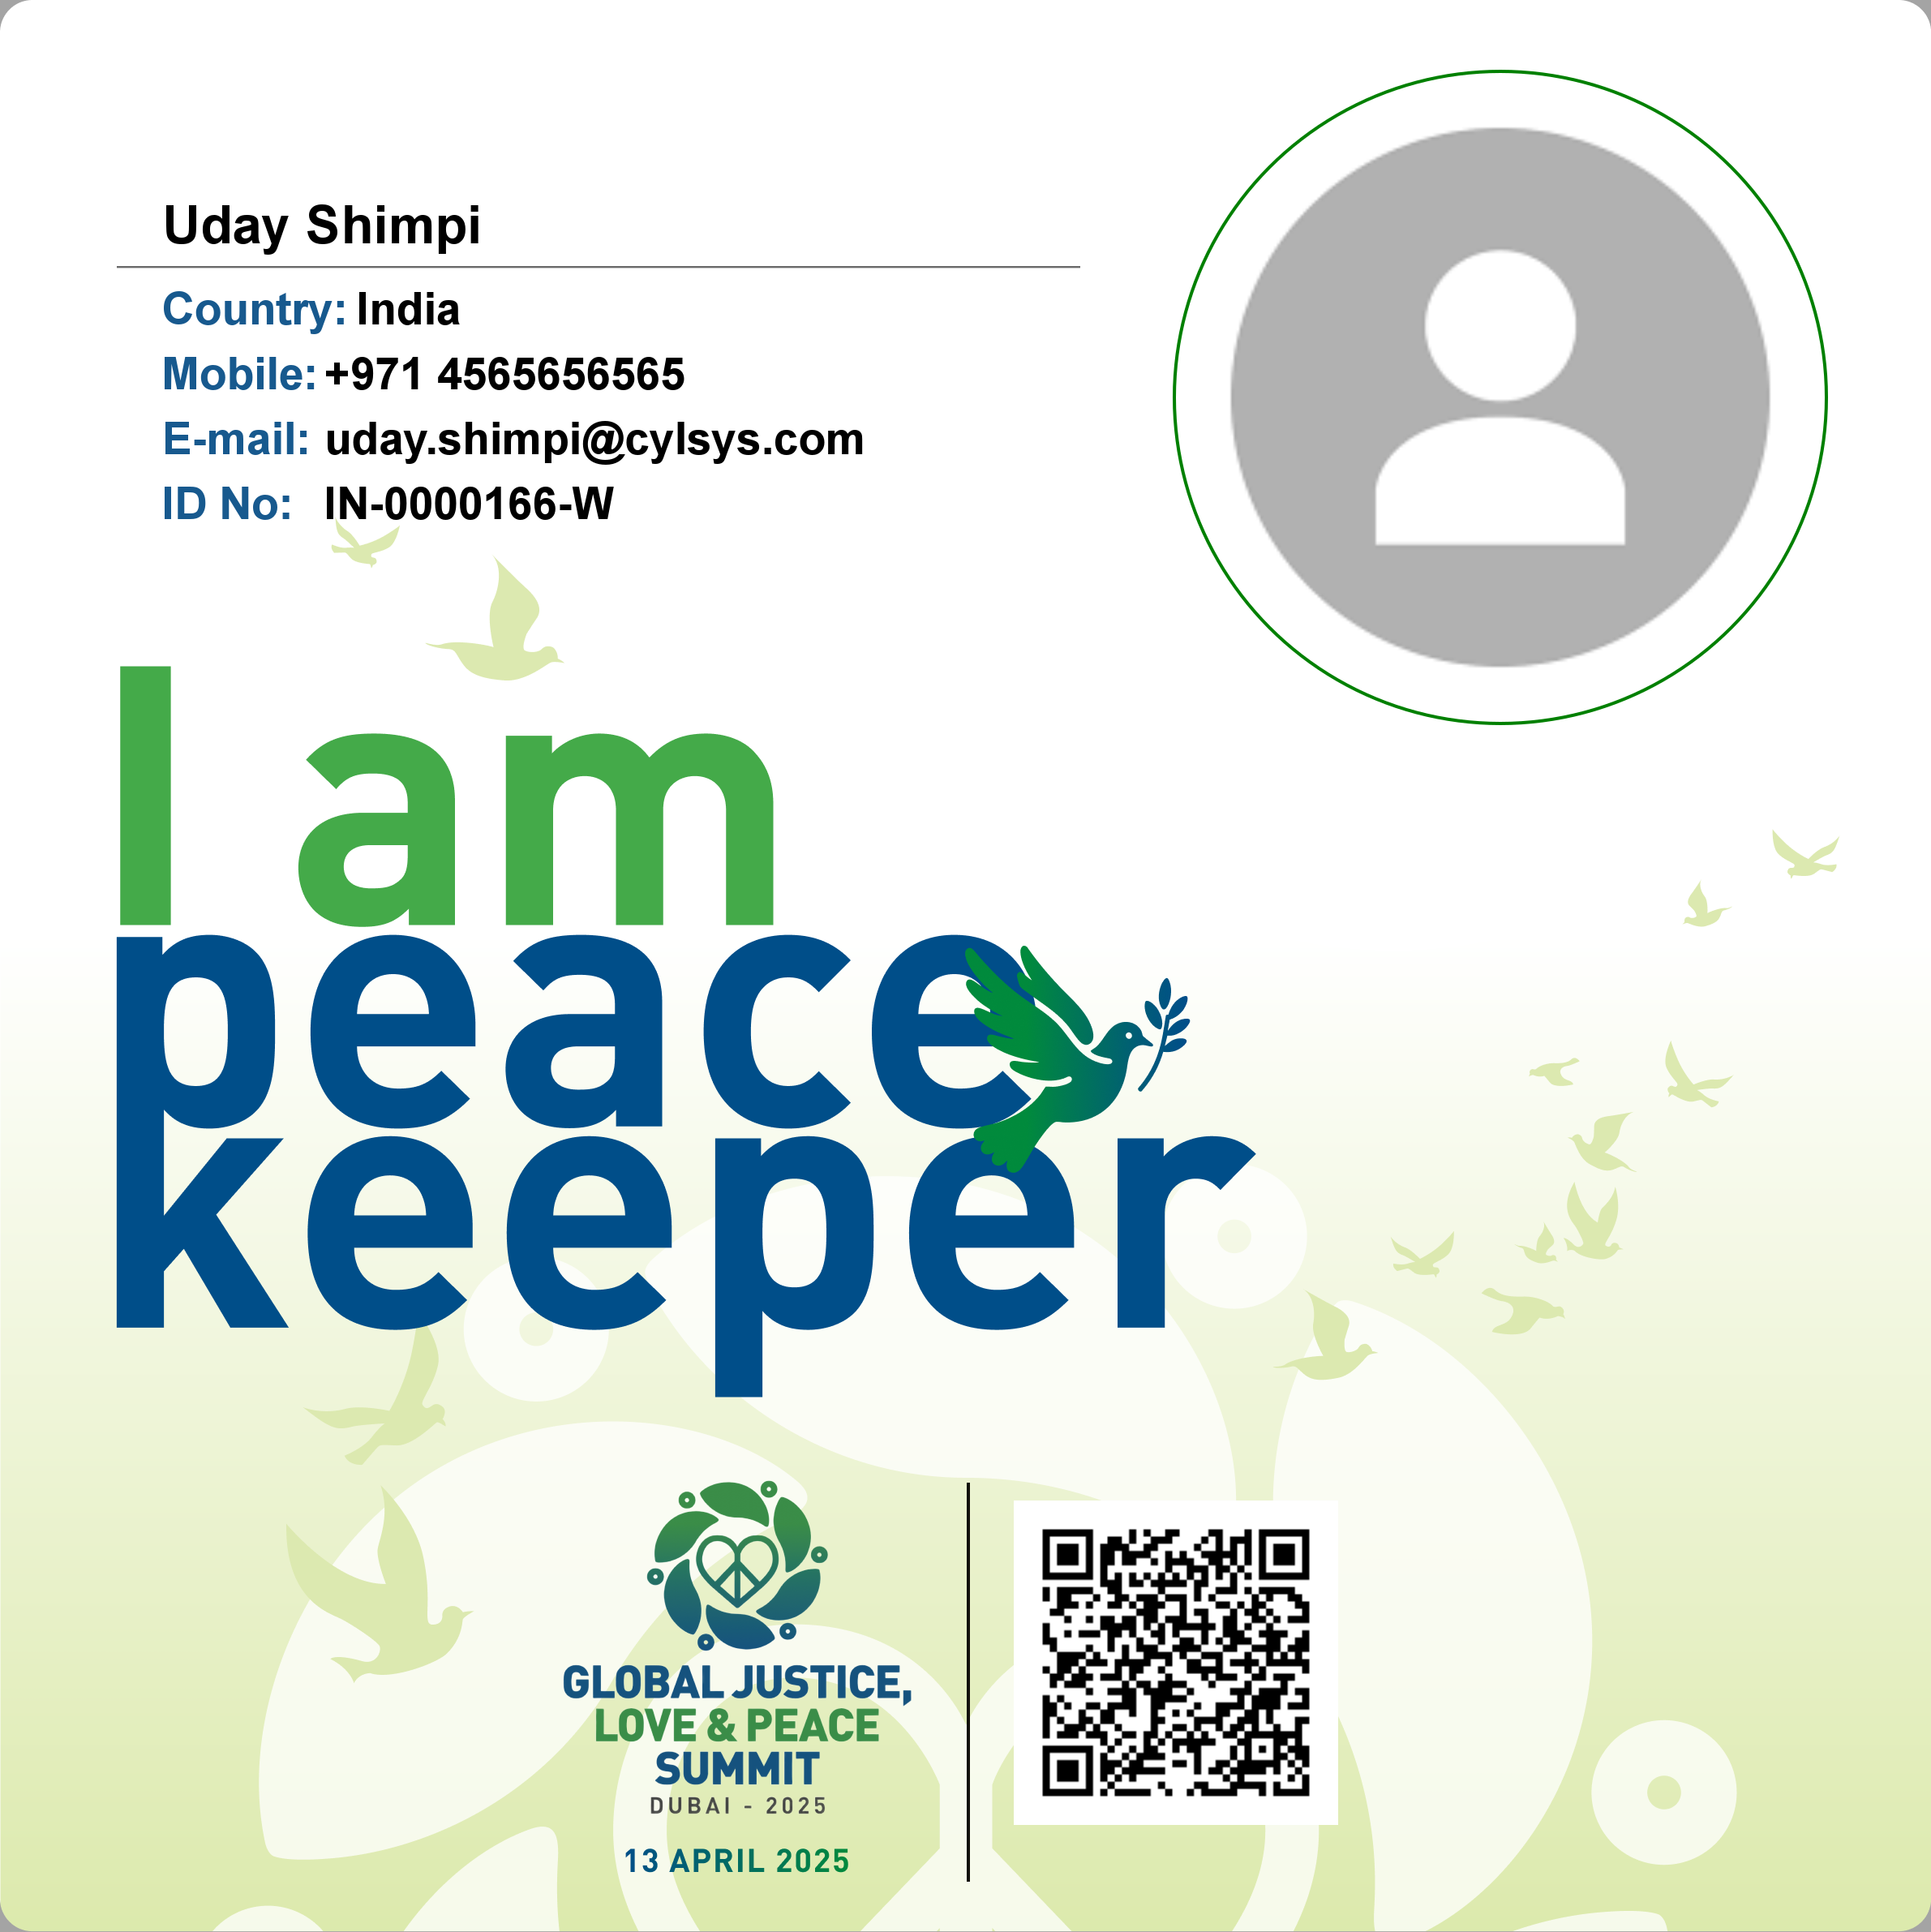 Uday Shimpi
Country: India
Mobile: +971 4565656565
E-mail: uday.shimpi@cylsys.com
ID No: IN-0000166-W
I am
peace
keeper
GLOBAL JUSTICE,
LOVE & PEACE
SUMMIT
DUBAI - 2025
13 APRIL 2025